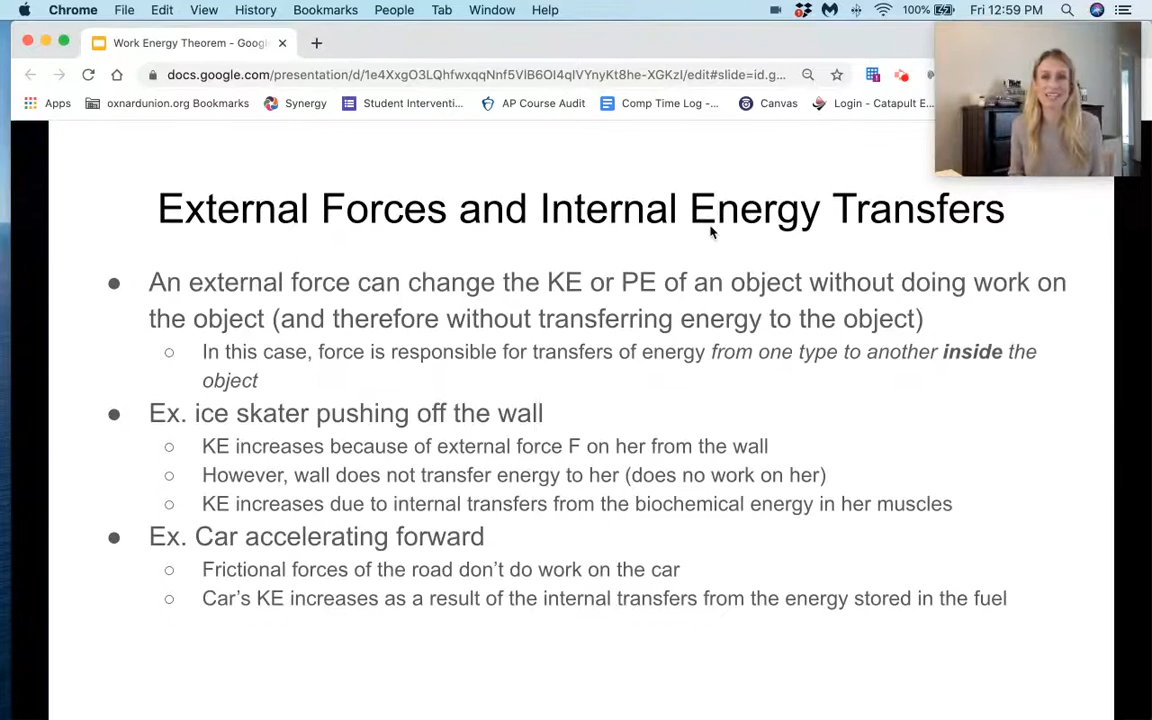 Chrome File Edit View History Bookmarks People Tab Window Help 100% Fri 12:59 PM
Work Energy Theorem - Goog
docs.google.com/presentation/d/1e4XxgO3LQhfwxqqNnf5VlB6OI4qIVYnyKt8he-XGKzI/edit#slide=id.g...
Apps oxnardunion.org Bookmarks Synergy Student Interventi... AP Course Audit Comp Time Log -... Canvas Login - Catapult E...
External Forces and Internal Energy Transfers
● An external force can change the KE or PE of an object without doing work on
the object (and therefore without transferring energy to the object)
○ In this case, force is responsible for transfers of energy from one type to another inside the
object
● Ex. ice skater pushing off the wall
○ KE increases because of external force F on her from the wall
○ However, wall does not transfer energy to her (does no work on her)
○ KE increases due to internal transfers from the biochemical energy in her muscles
● Ex. Car accelerating forward
○ Frictional forces of the road don't do work on the car
○ Car's KE increases as a result of the internal transfers from the energy stored in the fuel